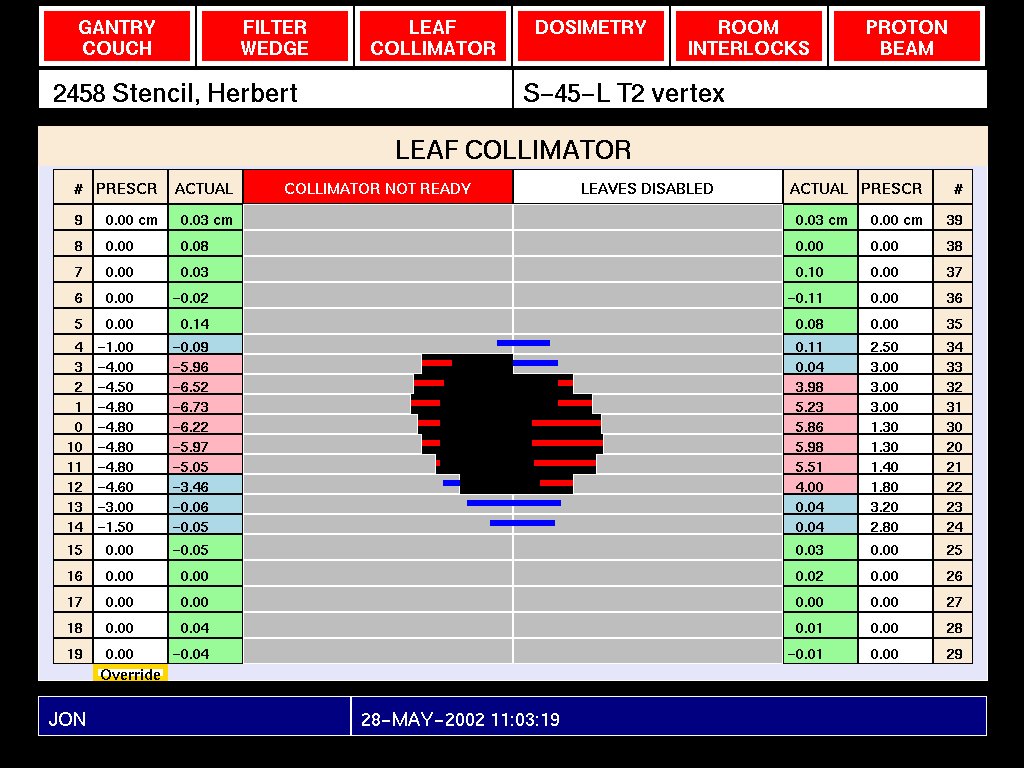 GANTRY COUCH FILTER WEDGE LEAF COLLIMATOR DOSIMETRY ROOM INTERLOCKS PROTON BEAM
2458 Stencil, Herbert S-45-L T2 vertex
LEAF COLLIMATOR
# PRESCR ACTUAL COLLIMATOR NOT READY LEAVES DISABLED ACTUAL PRESCR #
9 0.00 cm 0.03 cm 0.03 cm 0.00 cm 39
8 0.00 0.08 0.00 0.00 38
7 0.00 0.03 0.10 0.00 37
6 0.00 -0.02 -0.11 0.00 36
5 0.00 0.14 0.08 0.00 35
4 -1.00 -0.09 0.11 2.50 34
3 -4.00 -5.96 0.04 3.00 33
2 -4.50 -6.52 3.98 3.00 32
1 -4.80 -6.73 5.23 3.00 31
0 -4.80 -6.22 5.86 1.30 30
10 -4.80 -5.97 5.98 1.30 20
11 -4.80 -5.05 5.51 1.40 21
12 -4.60 -3.46 4.00 1.80 22
13 -3.00 -0.06 0.04 3.20 23
14 -1.50 -0.05 0.04 2.80 24
15 0.00 -0.05 0.03 0.00 25
16 0.00 0.00 0.02 0.00 26
17 0.00 0.00 0.00 0.00 27
18 0.00 0.04 0.01 0.00 28
19 0.00 -0.04 -0.01 0.00 29
Override
JON 28-MAY-2002 11:03:19